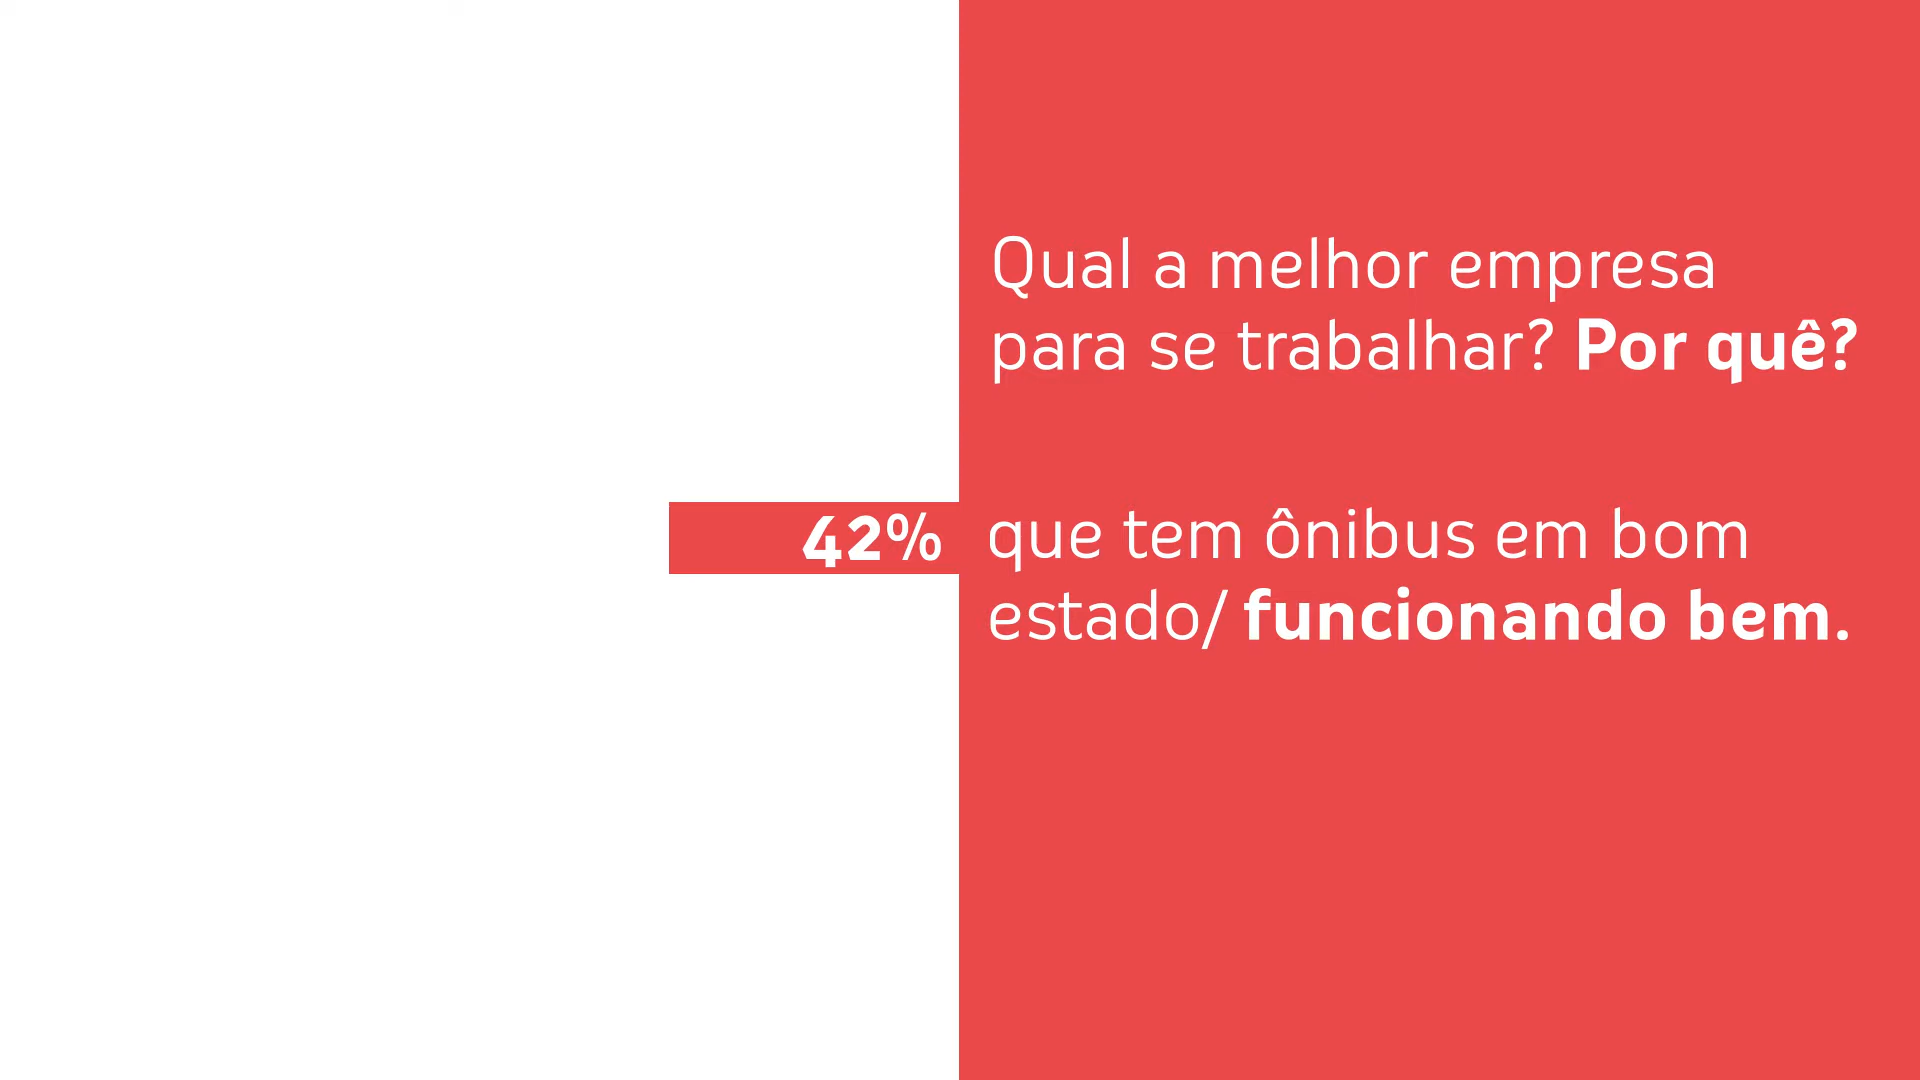 Qual a melhor empresa
para se trabalhar? Por quê?
42% que tem ônibus em bom
estado/ funcionando bem.